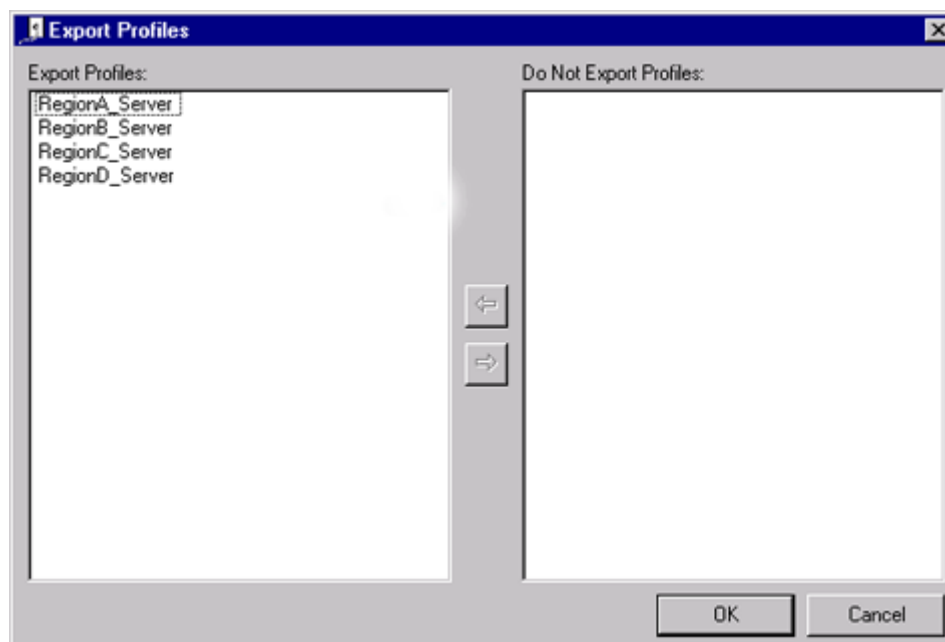 Export Profiles
Export Profiles:
RegionA_Server
RegionB_Server
RegionC_Server
RegionD_Server
Do Not Export Profiles:
OK
Cancel